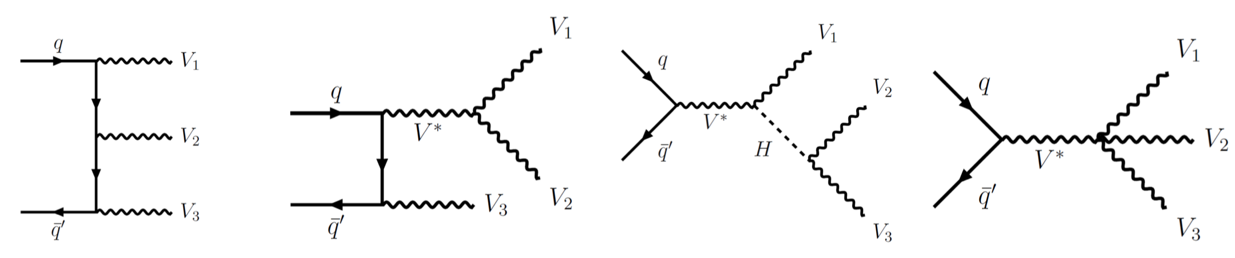 q
V₁
V₂
V₃
q̄′
q
V*
V₁
V₂
V₃
q̄′
q
V*
q̄′
H
V₁
V₂
V₃
q
V*
q̄′
V₁
V₂
V₃